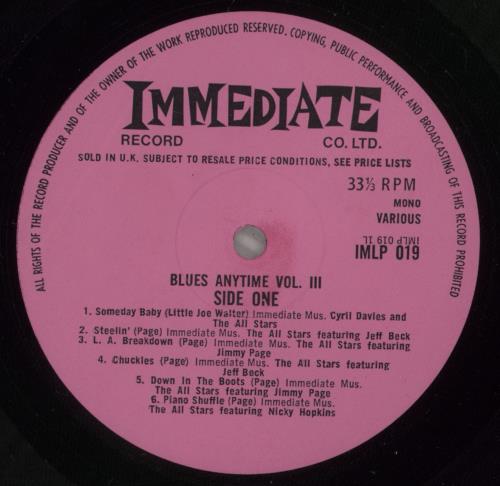 ALL RIGHTS OF THE RECORD PRODUCER AND OF THE OWNER OF THE WORK REPRODUCED RESERVED. COPYING, PUBLIC PERFORMANCE AND BROADCASTING OF THIS RECORD PROHIBITED
IMMEDIATE
RECORD CO. LTD.
SOLD IN U.K. SUBJECT TO RESALE PRICE CONDITIONS, SEE PRICE LISTS
33⅓ RPM
MONO
VARIOUS
IMLP 019 1L
IMLP 019
BLUES ANYTIME VOL. III
SIDE ONE
1. Someday Baby (Little Joe Walter) Immediate Mus. Cyril Davies and
The All Stars
2. Steelin' (Page) Immediate Mus. The All Stars featuring Jeff Beck
3. L. A. Breakdown (Page) Immediate Mus. The All Stars featuring
Jimmy Page
4. Chuckles (Page) Immediate Mus. The All Stars featuring
Jeff Beck
5. Down In The Boots (Page) Immediate Mus.
The All Stars featuring Jimmy Page
6. Piano Shuffle (Page) Immediate Mus.
The All Stars featuring Nicky Hopkins